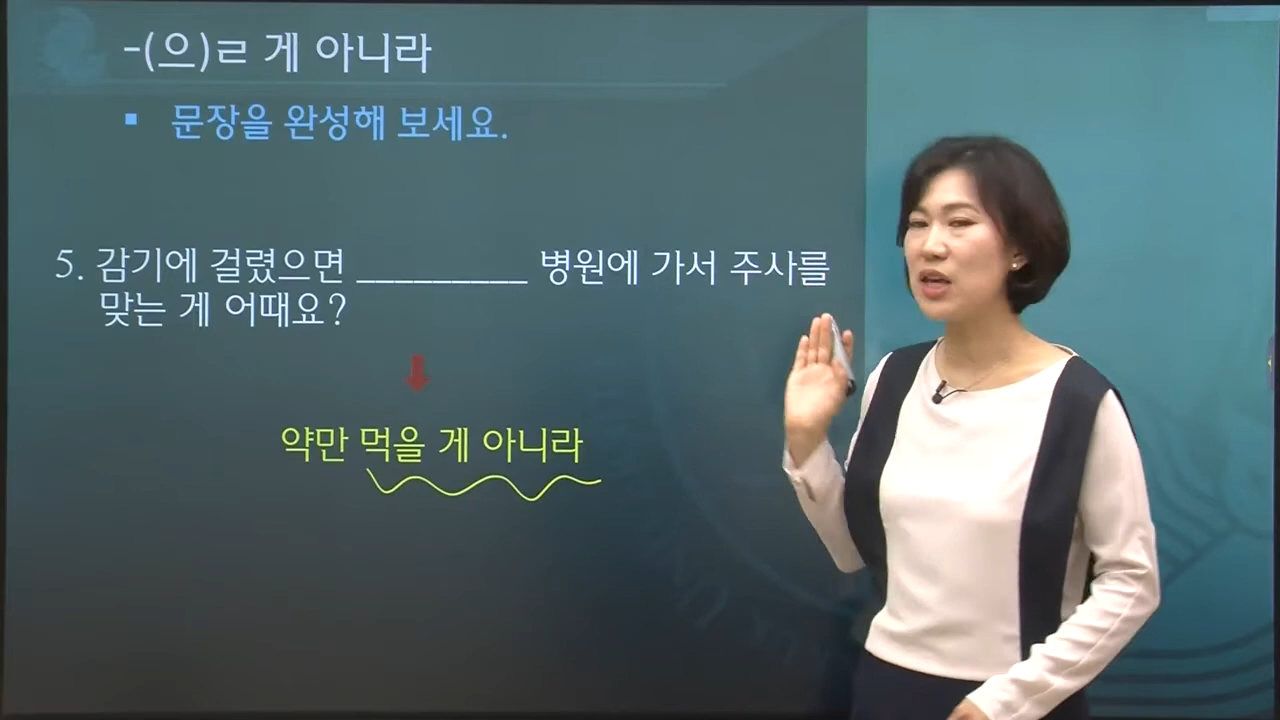 -(으)ㄹ 게 아니라
▪ 문장을 완성해 보세요.
5. 감기에 걸렸으면 __________ 병원에 가서 주사를
맞는 게 어때요?
약만 먹을 게 아니라